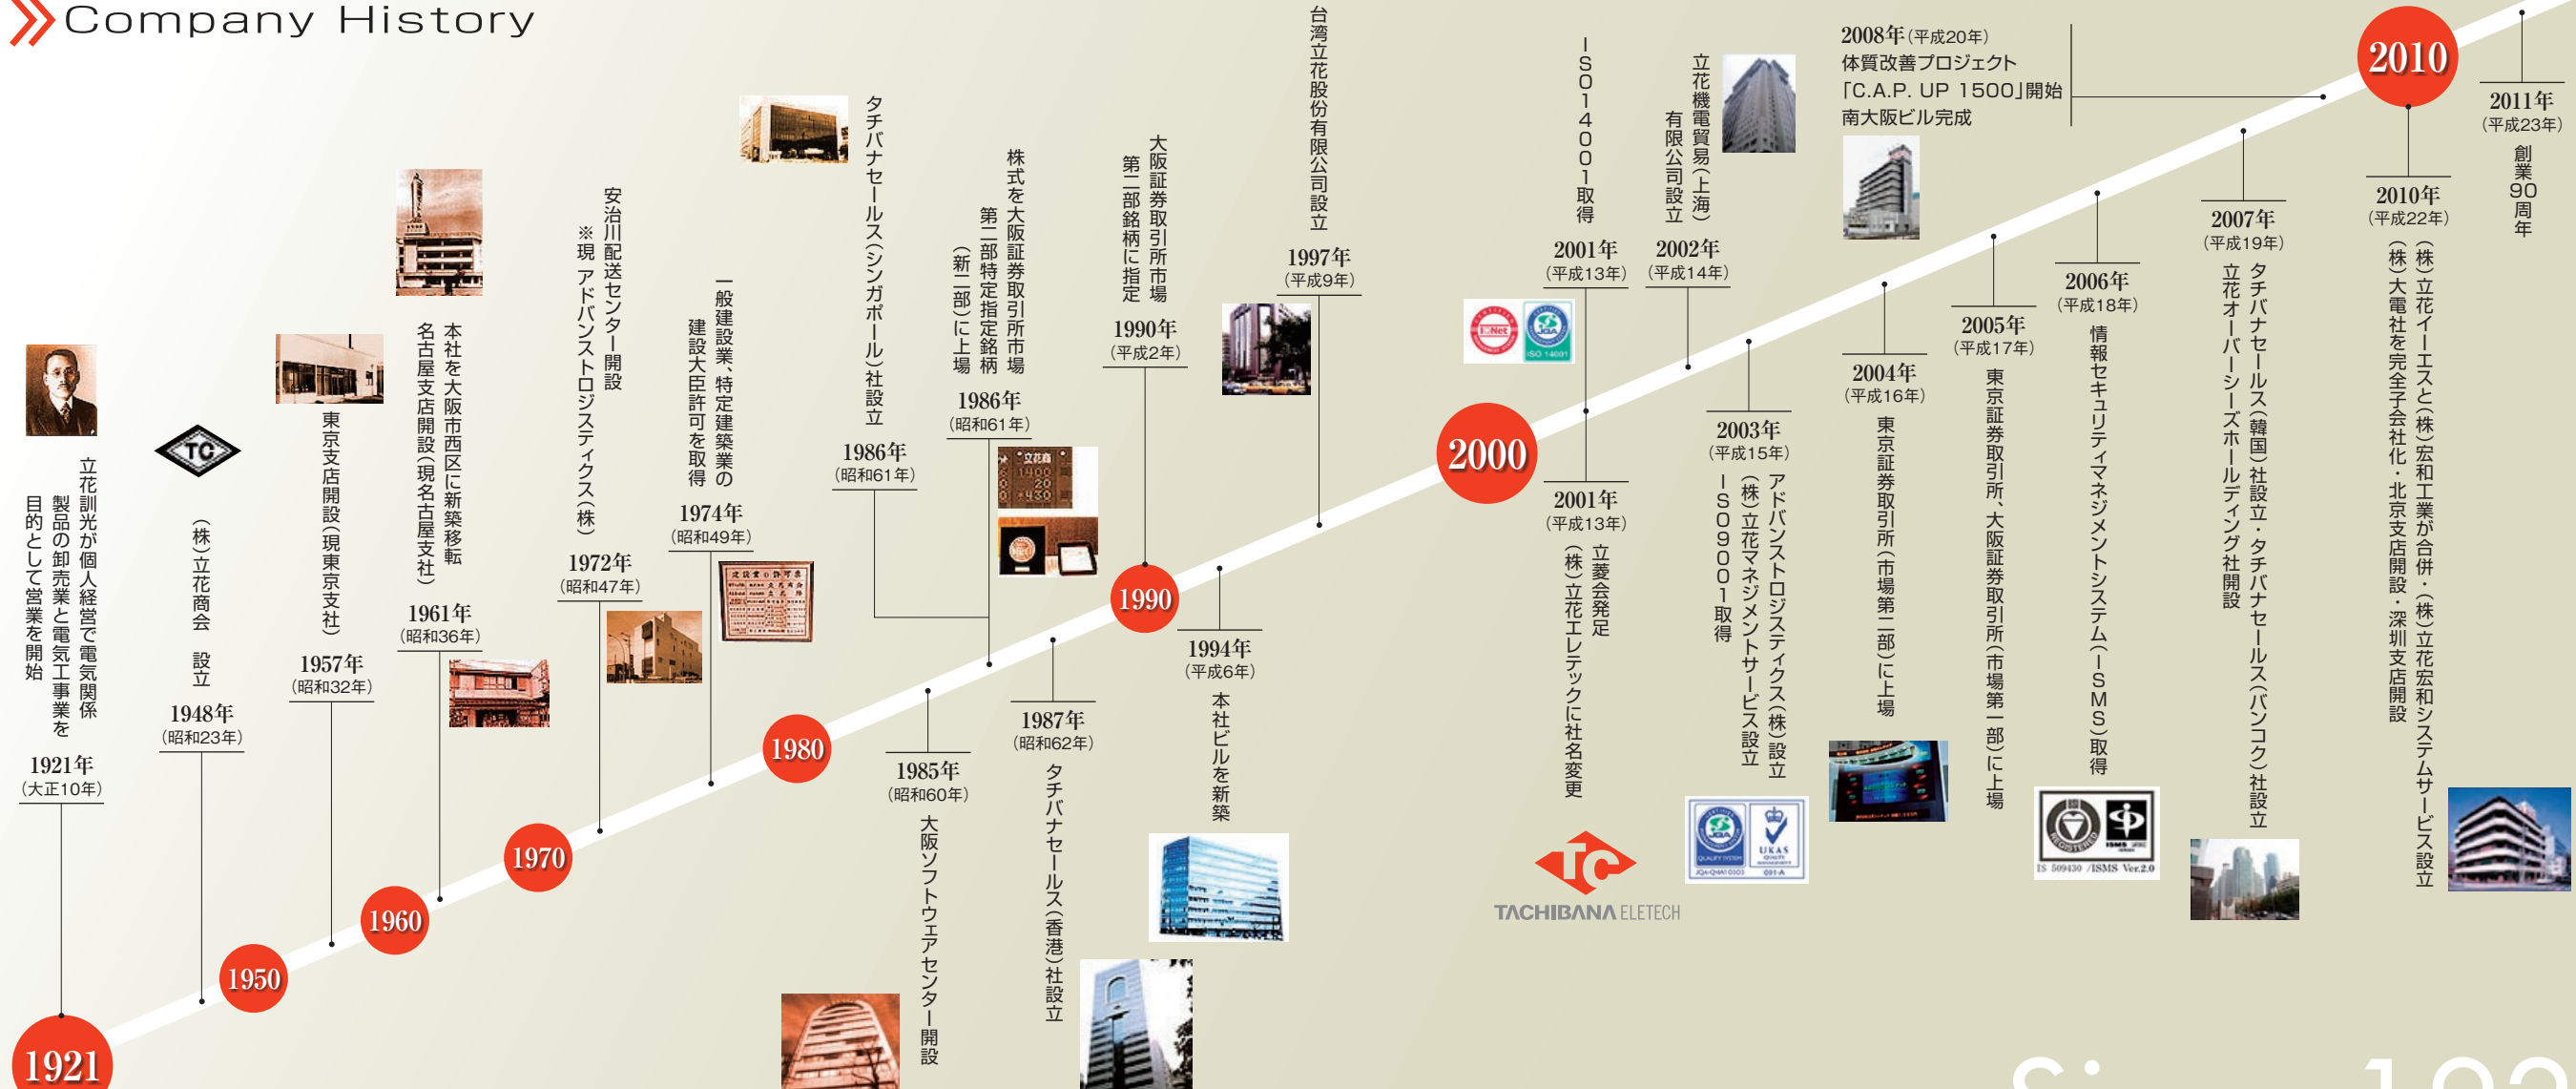 Company History
1921
1921年
（大正10年）
立花訓光が個人経営で電気関係
製品の卸売業と電気工事業を
目的として営業を開始
TC
1948年
（昭和23年）
（株）立花商会　設立
1950
1957年
（昭和32年）
東京支店開設（現東京支社）
1960
1961年
（昭和36年）
本社を大阪市西区に新築移転
名古屋支店開設（現名古屋支社）
1970
1972年
（昭和47年）
安治川配送センター開設
※現 アドバンストロジスティクス（株）
1974年
（昭和49年）
一般建設業、特定建築業の
建設大臣許可を取得
建設業の許可票
1980
1985年
（昭和60年）
大阪ソフトウェアセンター開設
1986年
（昭和61年）
タチバナセールス（シンガポール）社設立
1986年
（昭和61年）
株式を大阪証券取引所市場
第二部特定指定銘柄
（新二部）に上場
立花商
1400
20
430
1987年
（昭和62年）
タチバナセールス（香港）社設立
1990
1990年
（平成2年）
大阪証券取引所市場
第二部銘柄に指定
1994年
（平成6年）
本社ビルを新築
1997年
（平成9年）
台湾立花股份有限公司設立
2000
2001年
（平成13年）
ISO14001取得
IQNet
JQA
ISO 14001
2001年
（平成13年）
立菱会発足
（株）立花エレテックに社名変更
TC
TACHIBANA ELETECH
2002年
（平成14年）
立花機電貿易（上海）
有限公司設立
2003年
（平成15年）
アドバンストロジスティクス（株）設立
（株）立花マネジメントサービス設立
ISO9001取得
JQA
QUALITY SYSTEM
UKAS
QUALITY
MANAGEMENT
2004年
（平成16年）
東京証券取引所（市場第二部）に上場
2005年
（平成17年）
東京証券取引所、大阪証券取引所（市場第一部）に上場
2006年
（平成18年）
情報セキュリティマネジメントシステム（ISMS）取得
REGISTERED
ISMS
IS 509430 /ISMS Ver.2.0
2007年
（平成19年）
タチバナセールス（韓国）社設立・タチバナセールス（バンコク）社設立
立花オーバーシーズホールディング社開設
2008年（平成20年）
体質改善プロジェクト
「C.A.P. UP 1500」開始
南大阪ビル完成
2010
2010年
（平成22年）
（株）立花イーエスと（株）宏和工業が合併・（株）立花宏和システムサービス設立
（株）大電社を完全子会社化・北京支店開設・深圳支店開設
2011年
（平成23年）
創業90周年